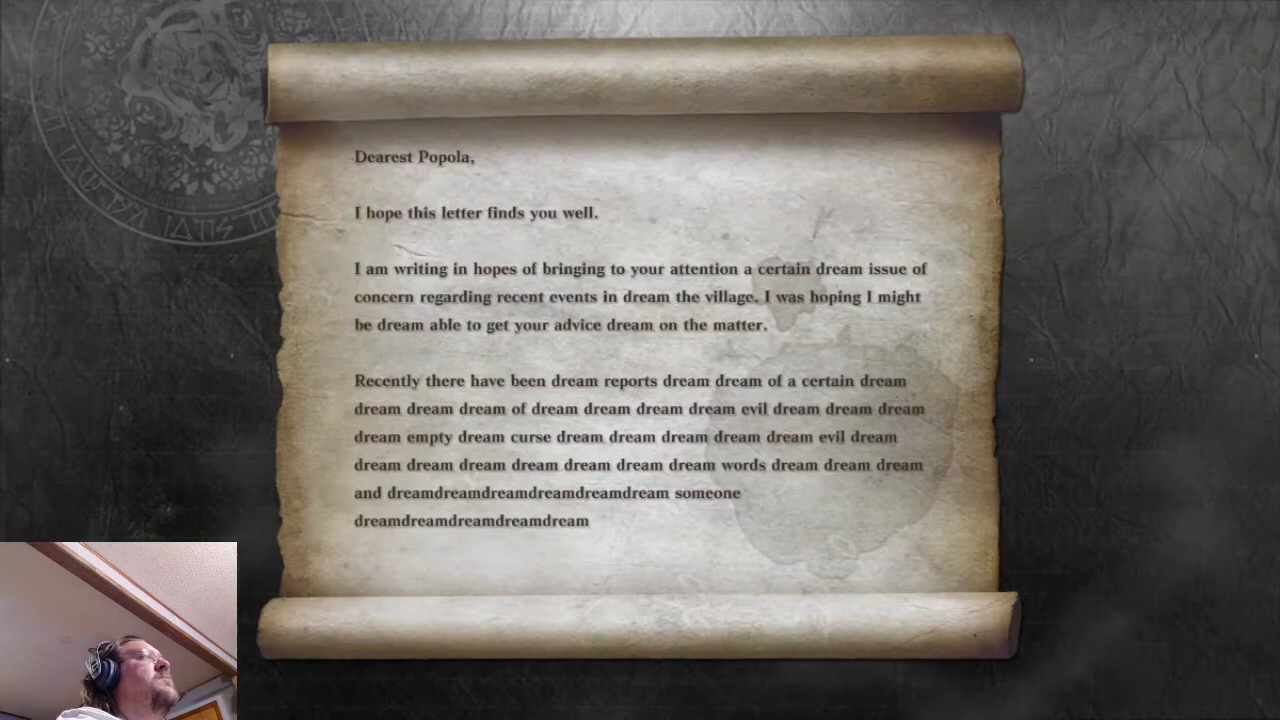 Dearest Popola,
I hope this letter finds you well.
I am writing in hopes of bringing to your attention a certain dream issue of
concern regarding recent events in dream the village. I was hoping I might
be dream able to get your advice dream on the matter.
Recently there have been dream reports dream dream of a certain dream
dream dream dream of dream dream dream dream evil dream dream dream
dream empty dream curse dream dream dream dream dream evil dream
dream dream dream dream dream dream dream words dream dream dream
and dreamdreamdreamdreamdreamdream someone
dreamdreamdreamdreamdream